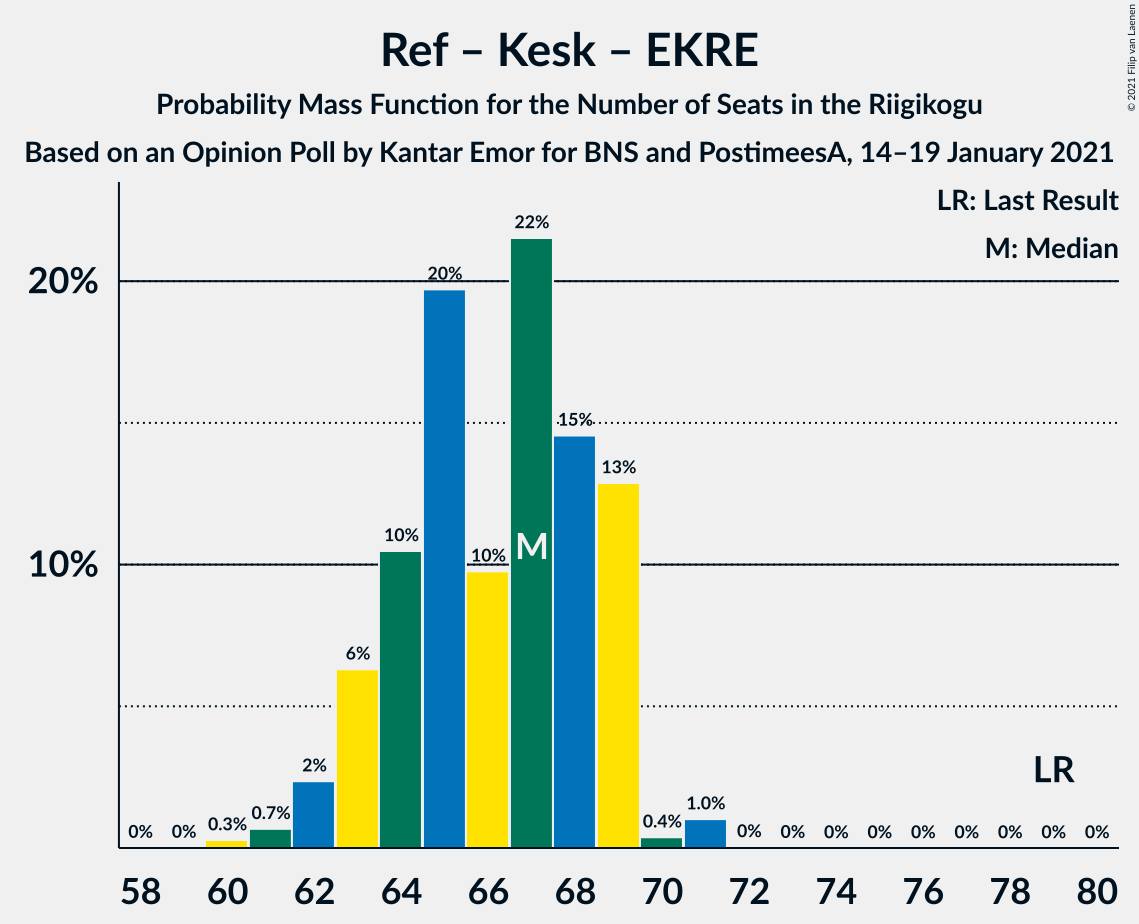 Ref – Kesk – EKRE
Probability Mass Function for the Number of Seats in the Riigikogu
Based on an Opinion Poll by Kantar Emor for BNS and PostimeesA, 14–19 January 2021
© 2021 Filip van Laenen
LR: Last Result
M: Median
20%
10%
0%
0%
0.3%
0.7%
2%
6%
10%
20%
10%
22%
15%
13%
0.4%
1.0%
0%
0%
0%
0%
0%
0%
0%
0%
0%
M
LR
58 60 62 64 66 68 70 72 74 76 78 80